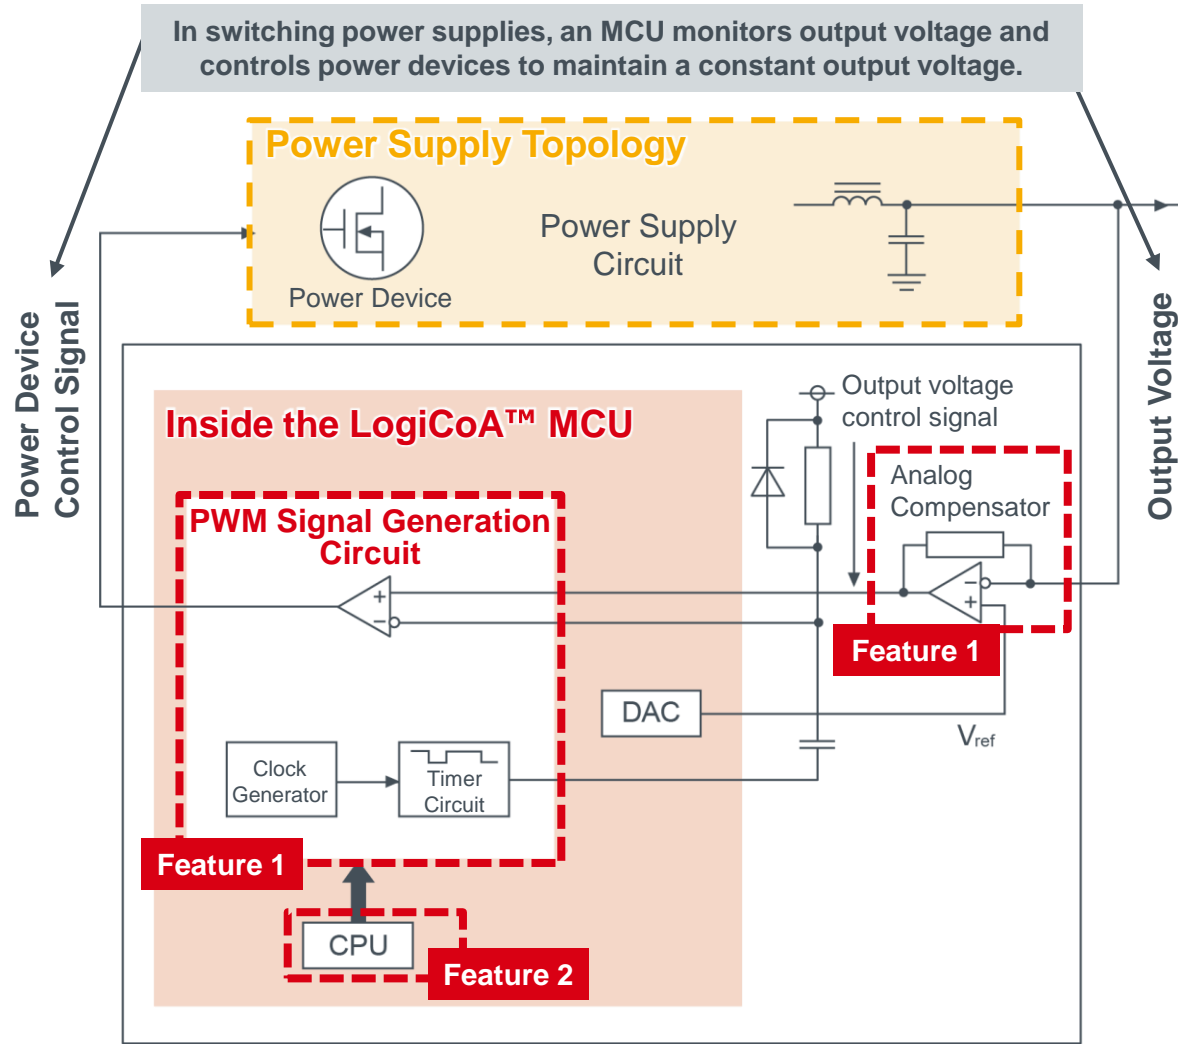 In switching power supplies, an MCU monitors output voltage and
controls power devices to maintain a constant output voltage.
Power Supply Topology
Power Supply
Circuit
Power Device
Power Device
Control Signal
Output Voltage
Inside the LogiCoA™ MCU
Output voltage
control signal
Analog
Compensator
PWM Signal Generation
Circuit
+
−
−
+
Feature 1
DAC
Vref
Clock
Generator
Timer
Circuit
Feature 1
CPU
Feature 2